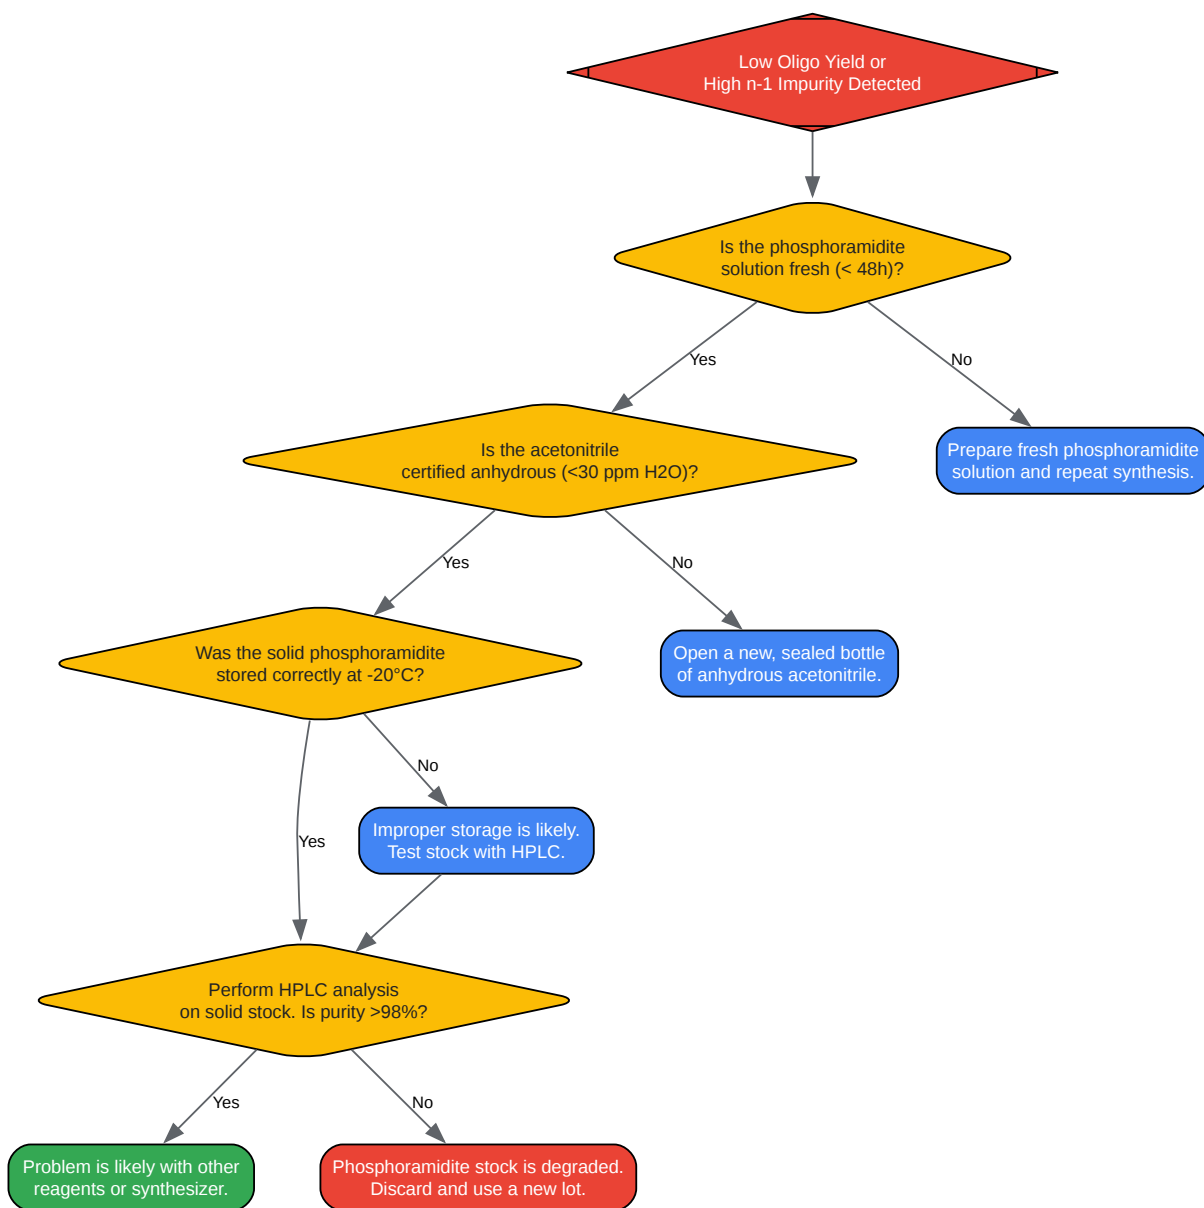 Low Oligo Yield or
High n-1 Impurity Detected
Is the phosphoramidite
solution fresh (< 48h)?
Yes
No
Is the acetonitrile
certified anhydrous (<30 ppm H2O)?
Prepare fresh phosphoramidite
solution and repeat synthesis.
Yes
No
Was the solid phosphoramidite
stored correctly at -20°C?
Open a new, sealed bottle
of anhydrous acetonitrile.
No
Yes
Improper storage is likely.
Test stock with HPLC.
Perform HPLC analysis
on solid stock. Is purity >98%?
Yes
No
Problem is likely with other
reagents or synthesizer.
Phosphoramidite stock is degraded.
Discard and use a new lot.